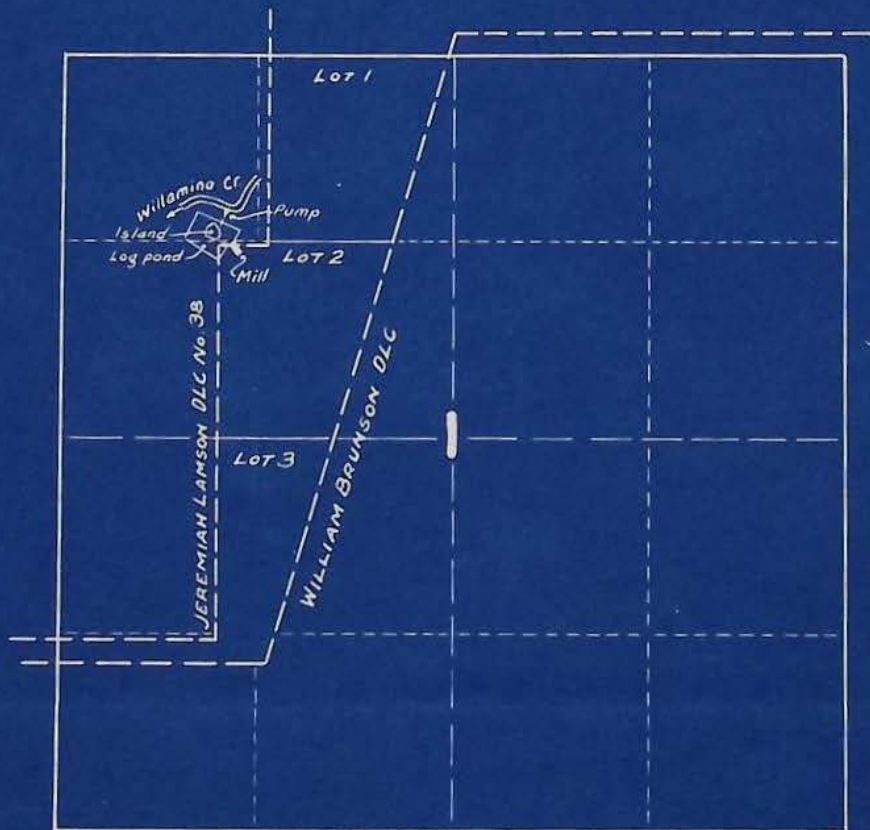 LOT 1
Willamina Cr
Pump
Island
Log pond
LOT 2
Mill
JEREMIAH LAMSON DLC No. 38
WILLIAM BRUNSON DLC
LOT 3